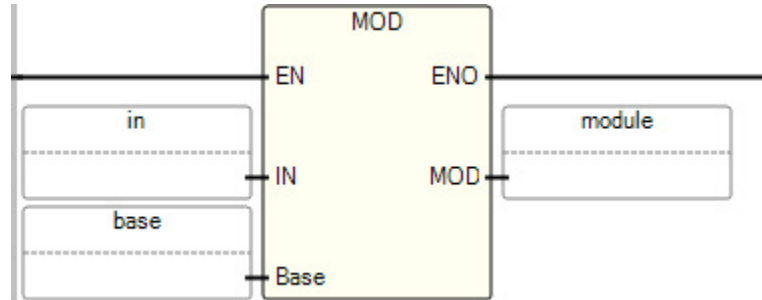 MOD
EN ENO
in module
IN MOD
base
Base